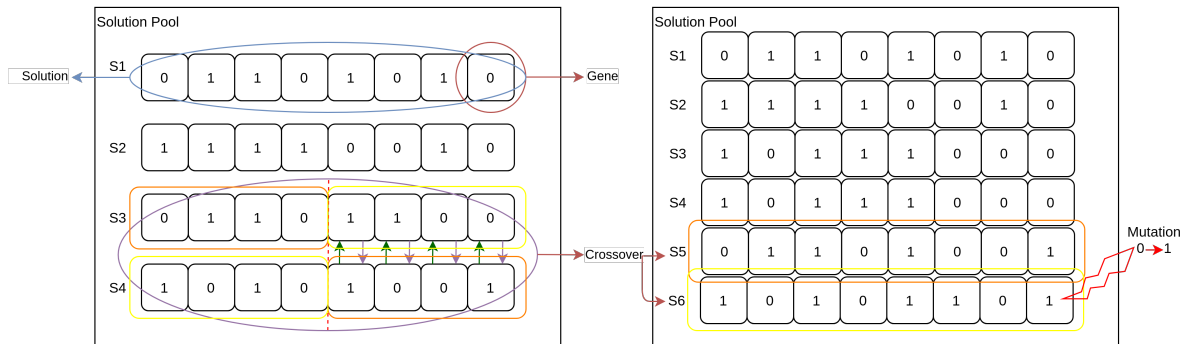 Solution Pool
S1
0 1 1 0 1 0 1 0
Solution
Gene
S2
1 1 1 1 0 0 1 0
S3
0 1 1 0 1 1 0 0
Crossover
S4
1 0 1 0 1 0 0 1
Solution Pool
S1
0 1 1 0 1 0 1 0
S2
1 1 1 1 0 0 1 0
S3
1 0 1 1 1 0 0 0
S4
1 0 1 1 1 0 0 0
S5
0 1 1 0 1 0 0 1
Mutation
0 1
S6
1 0 1 0 1 1 0 1